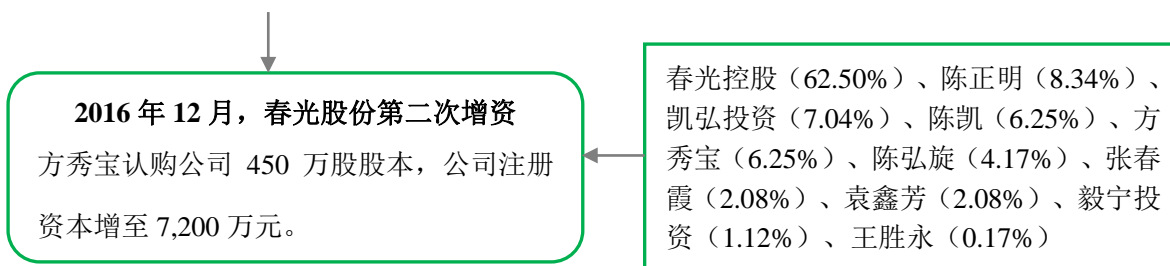 2016 年 12 月，春光股份第二次增资
方秀宝认购公司 450 万股股本，公司注册
资本增至 7,200 万元。
春光控股（62.50%）、陈正明（8.34%）、
凯弘投资（7.04%）、陈凯（6.25%）、方
秀宝（6.25%）、陈弘旋（4.17%）、张春
霞（2.08%）、袁鑫芳（2.08%）、毅宁投
资（1.12%）、王胜永（0.17%）